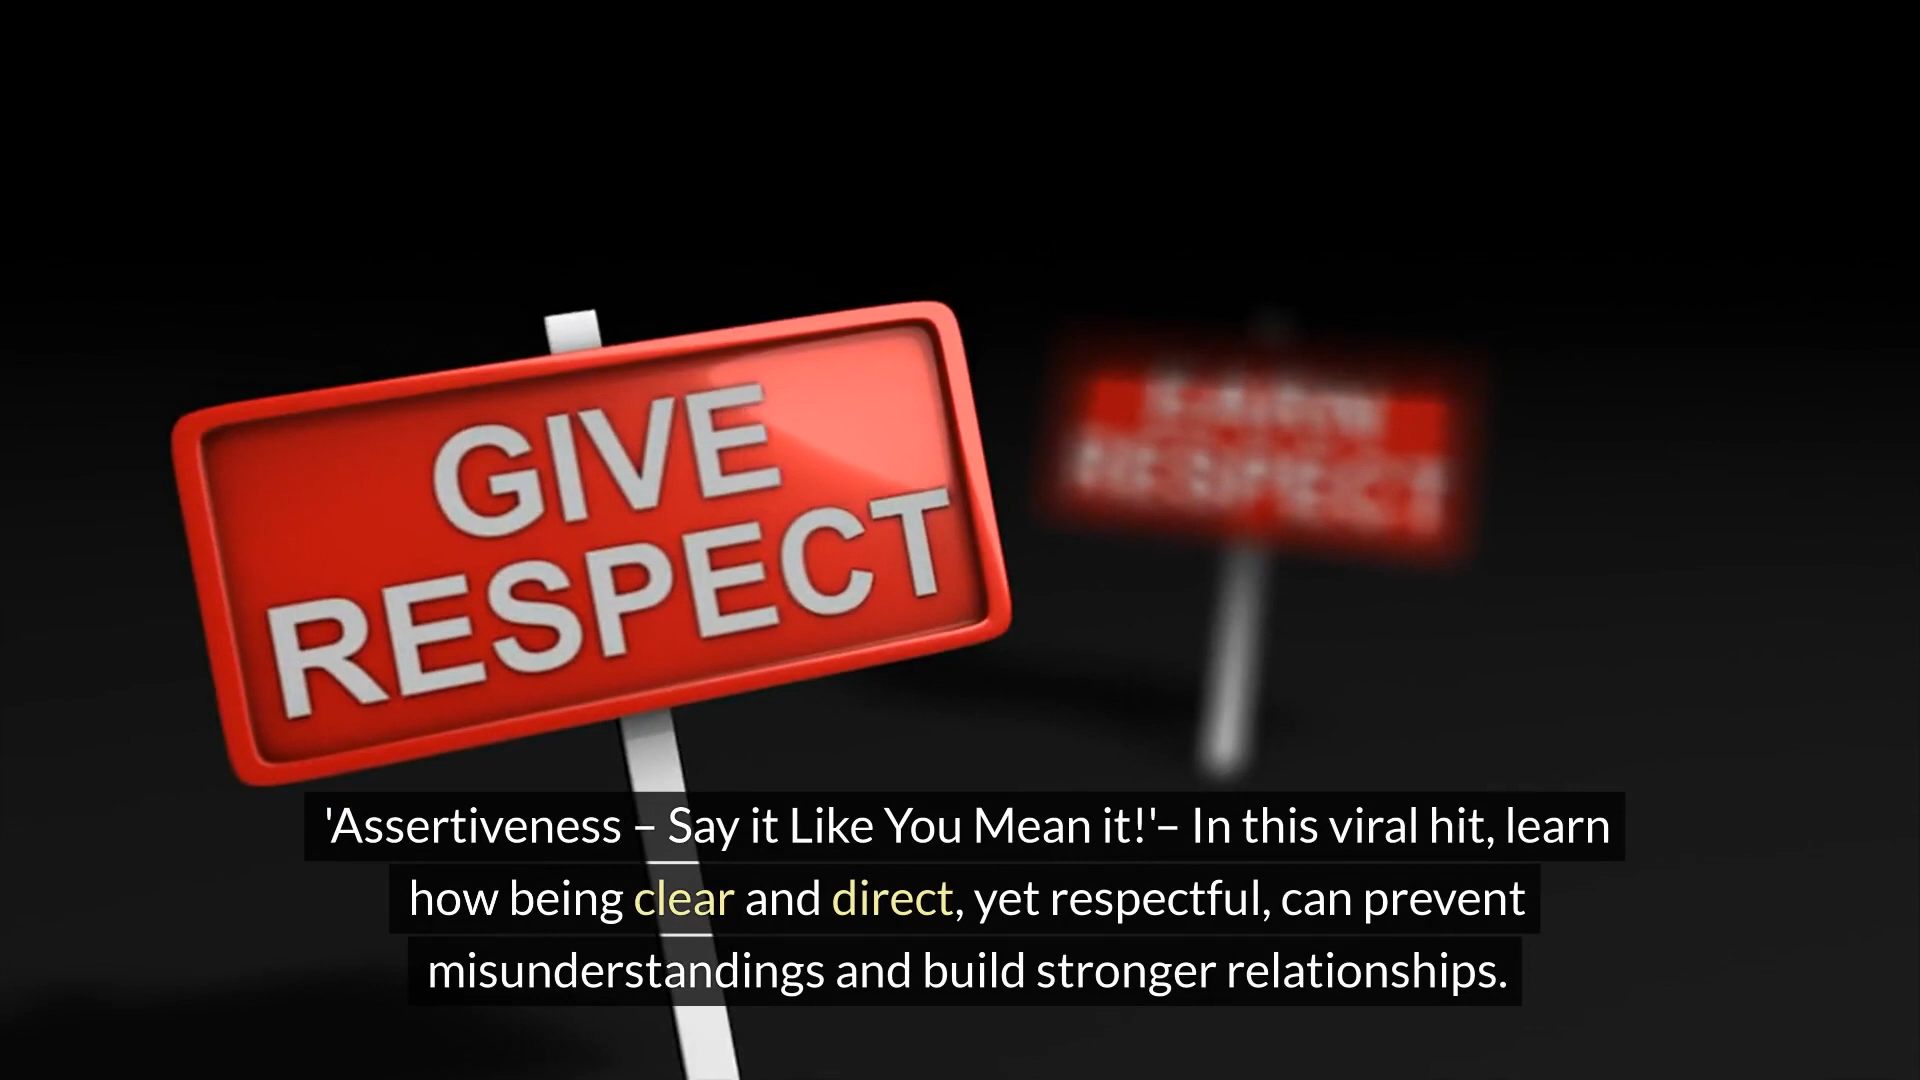 GIVE
RESPECT
RESPECT
'Assertiveness – Say it Like You Mean it!'– In this viral hit, learn
how being clear and direct, yet respectful, can prevent
misunderstandings and build stronger relationships.